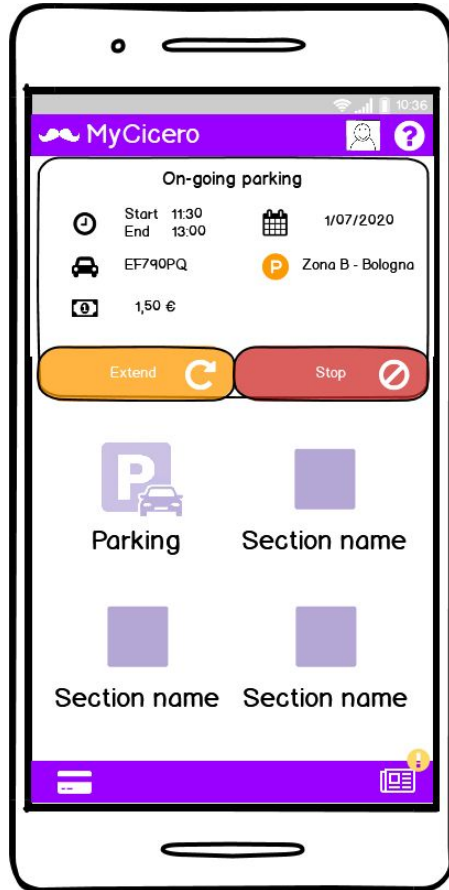 10:36
MyCicero
?
On-going parking
Start 11:30
End 13:00
1/07/2020
EF790PQ
P
Zona B - Bologna
1
1,50 €
Extend
Stop
P
Parking
Section name
Section name
Section name
!